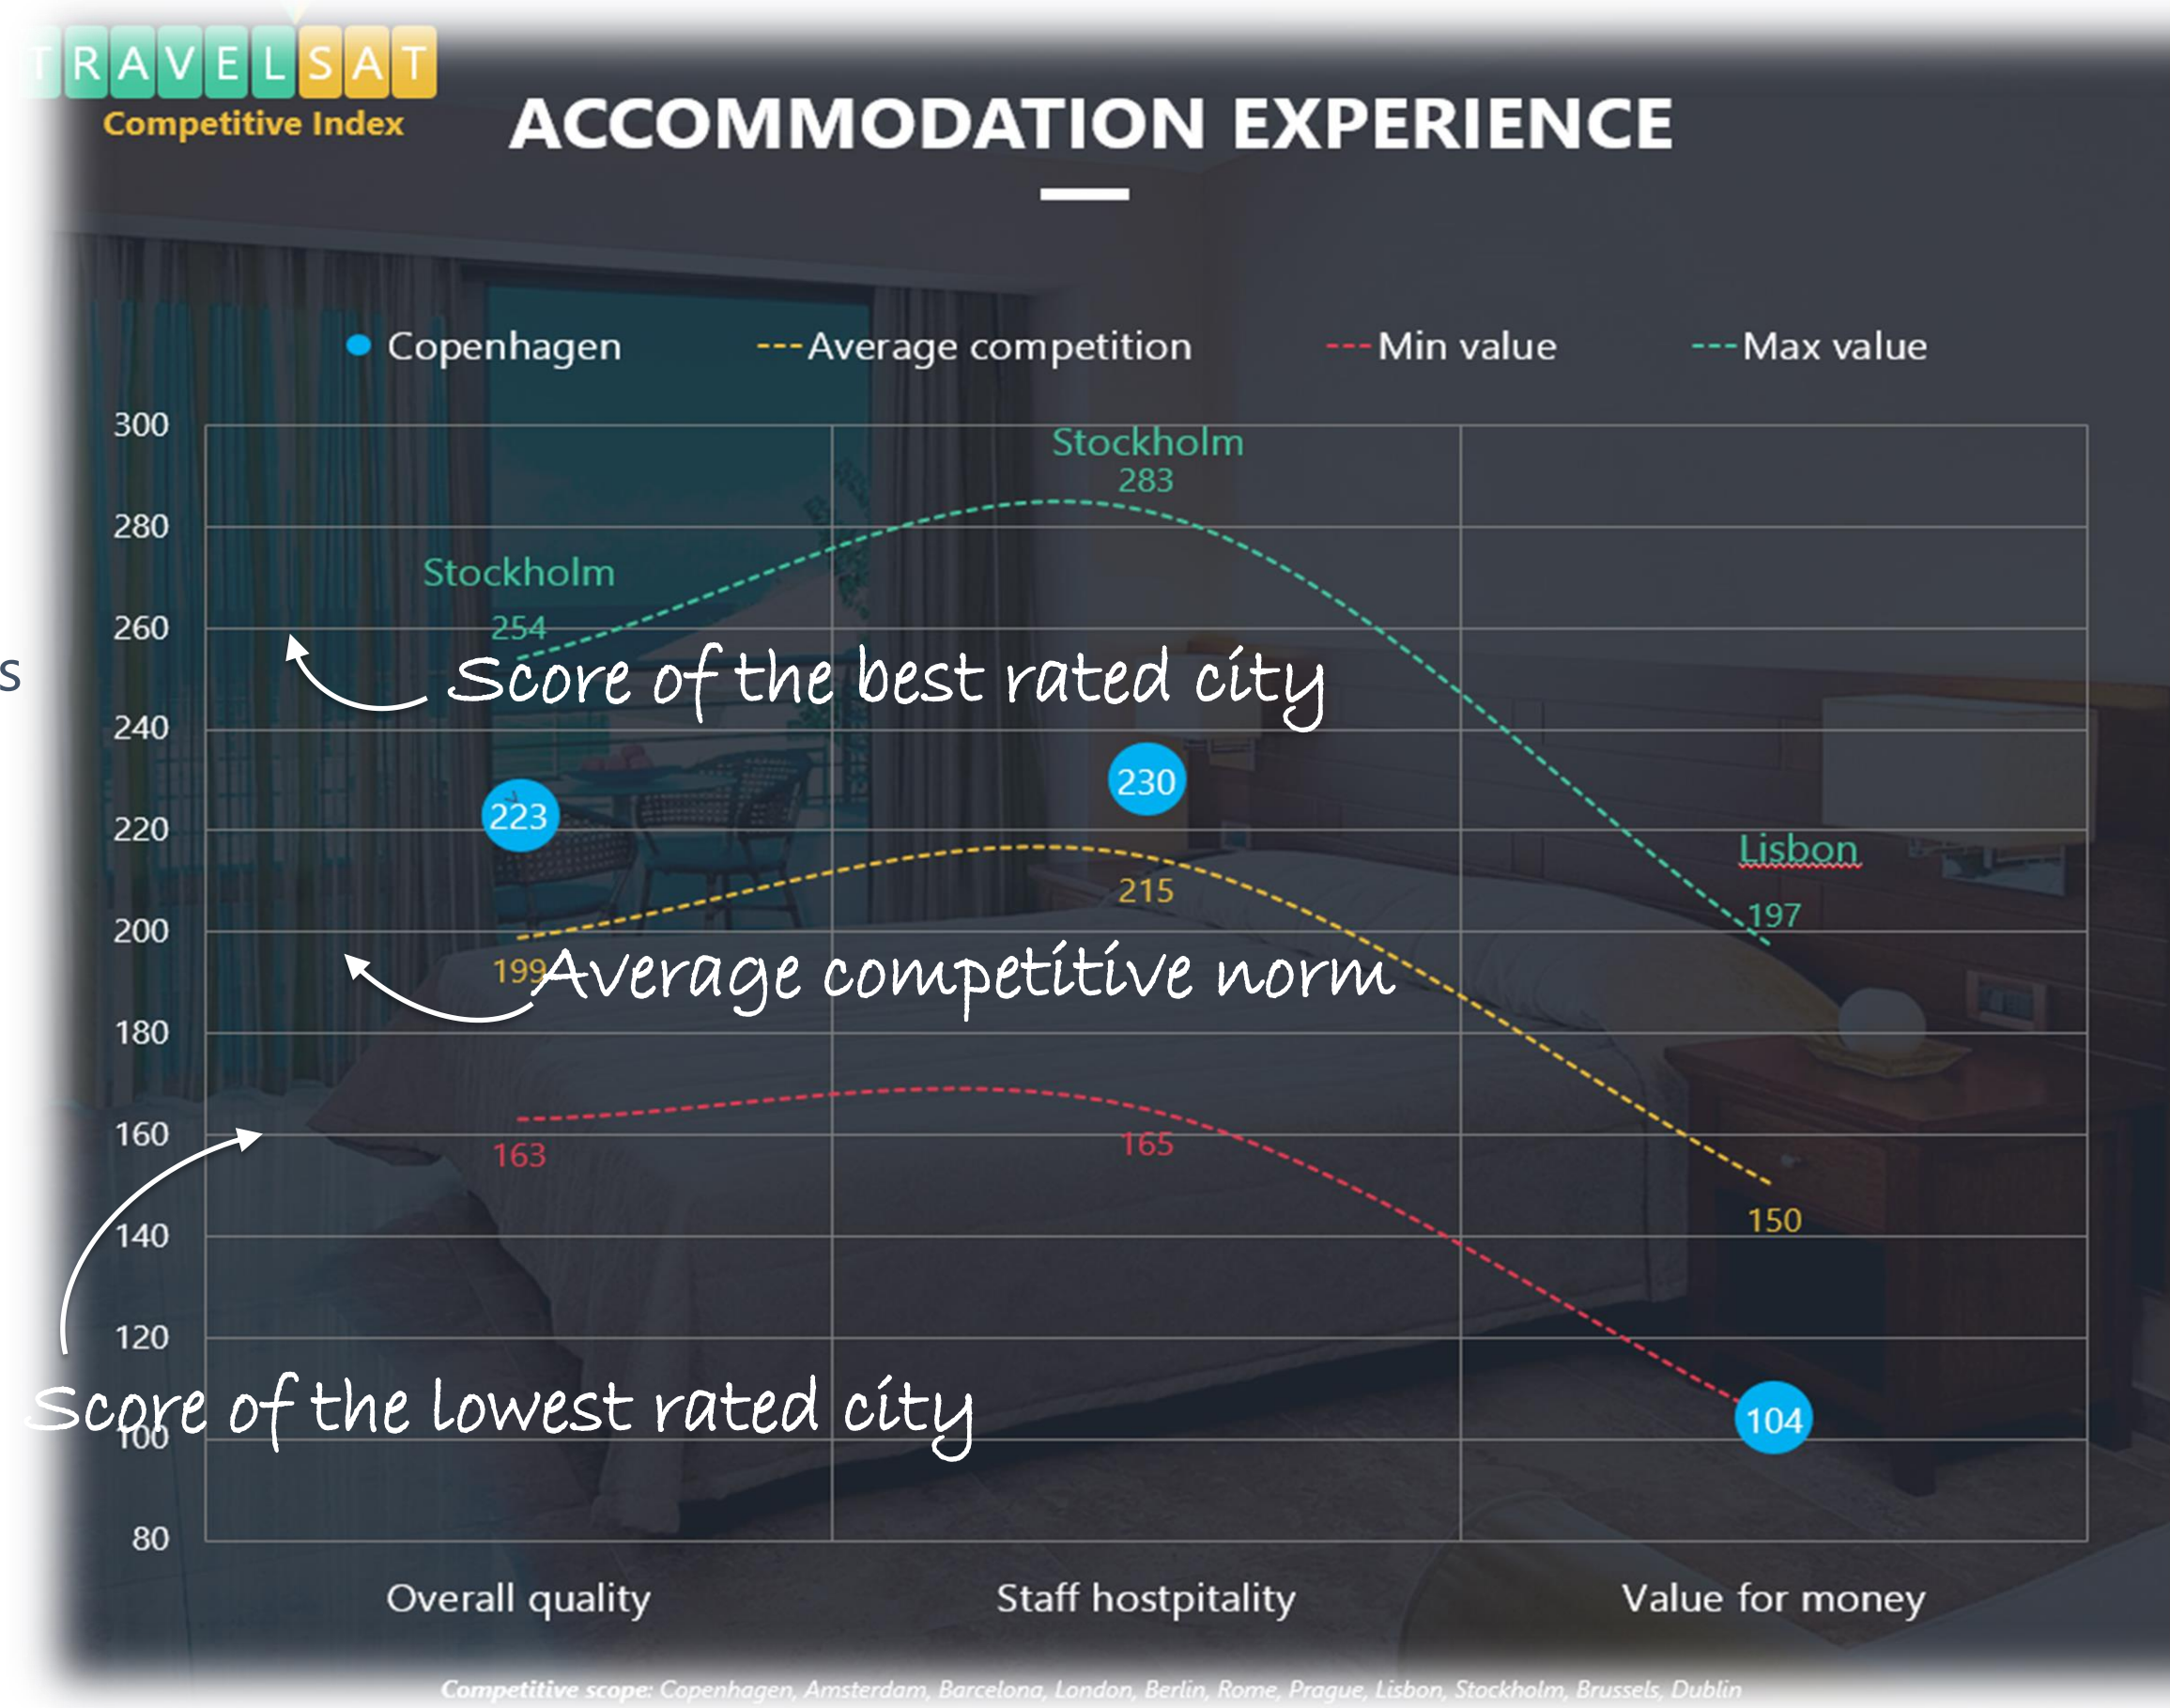 TRAVELSAT
Competitive Index
ACCOMMODATION EXPERIENCE
Copenhagen
Average competition
Min value
Max value
300
280
260
240
220
200
180
160
140
120
100
80
Stockholm
283
Stockholm
254
s
Score of the best rated city
223
230
Lisbon
197
215
199
Average competitive norm
163
165
150
Score of the lowest rated city
104
Overall quality
Staff hostpitality
Value for money
Competitive scope: Copenhagen, Amsterdam, Barcelona, London, Berlin, Rome, Prague, Lisbon, Stockholm, Brussels, Dublin